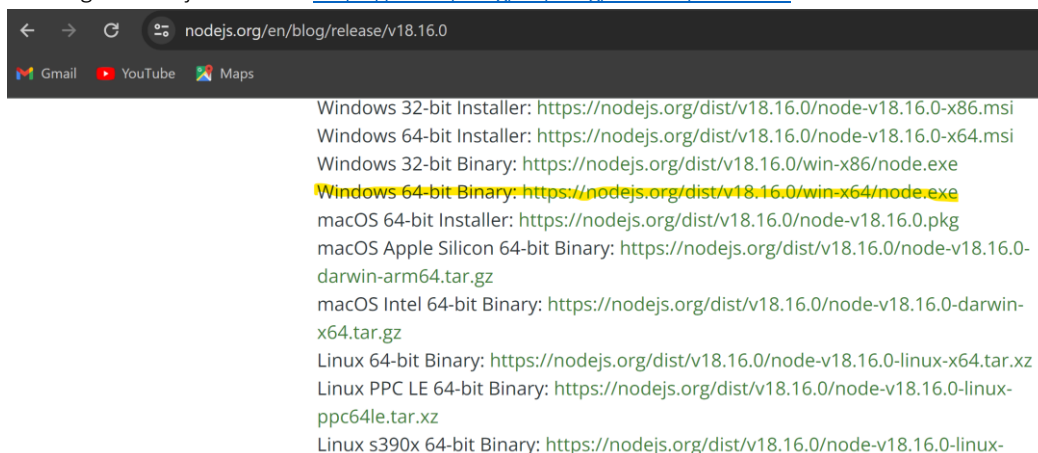 nodejs.org/en/blog/release/v18.16.0
Gmail YouTube Maps
Windows 32-bit Installer: https://nodejs.org/dist/v18.16.0/node-v18.16.0-x86.msi
Windows 64-bit Installer: https://nodejs.org/dist/v18.16.0/node-v18.16.0-x64.msi
Windows 32-bit Binary: https://nodejs.org/dist/v18.16.0/win-x86/node.exe
Windows 64-bit Binary: https://nodejs.org/dist/v18.16.0/win-x64/node.exe
macOS 64-bit Installer: https://nodejs.org/dist/v18.16.0/node-v18.16.0.pkg
macOS Apple Silicon 64-bit Binary: https://nodejs.org/dist/v18.16.0/node-v18.16.0-
darwin-arm64.tar.gz
macOS Intel 64-bit Binary: https://nodejs.org/dist/v18.16.0/node-v18.16.0-darwin-
x64.tar.gz
Linux 64-bit Binary: https://nodejs.org/dist/v18.16.0/node-v18.16.0-linux-x64.tar.xz
Linux PPC LE 64-bit Binary: https://nodejs.org/dist/v18.16.0/node-v18.16.0-linux-
ppc64le.tar.xz
Linux s390x 64-bit Binary: https://nodejs.org/dist/v18.16.0/node-v18.16.0-linux-